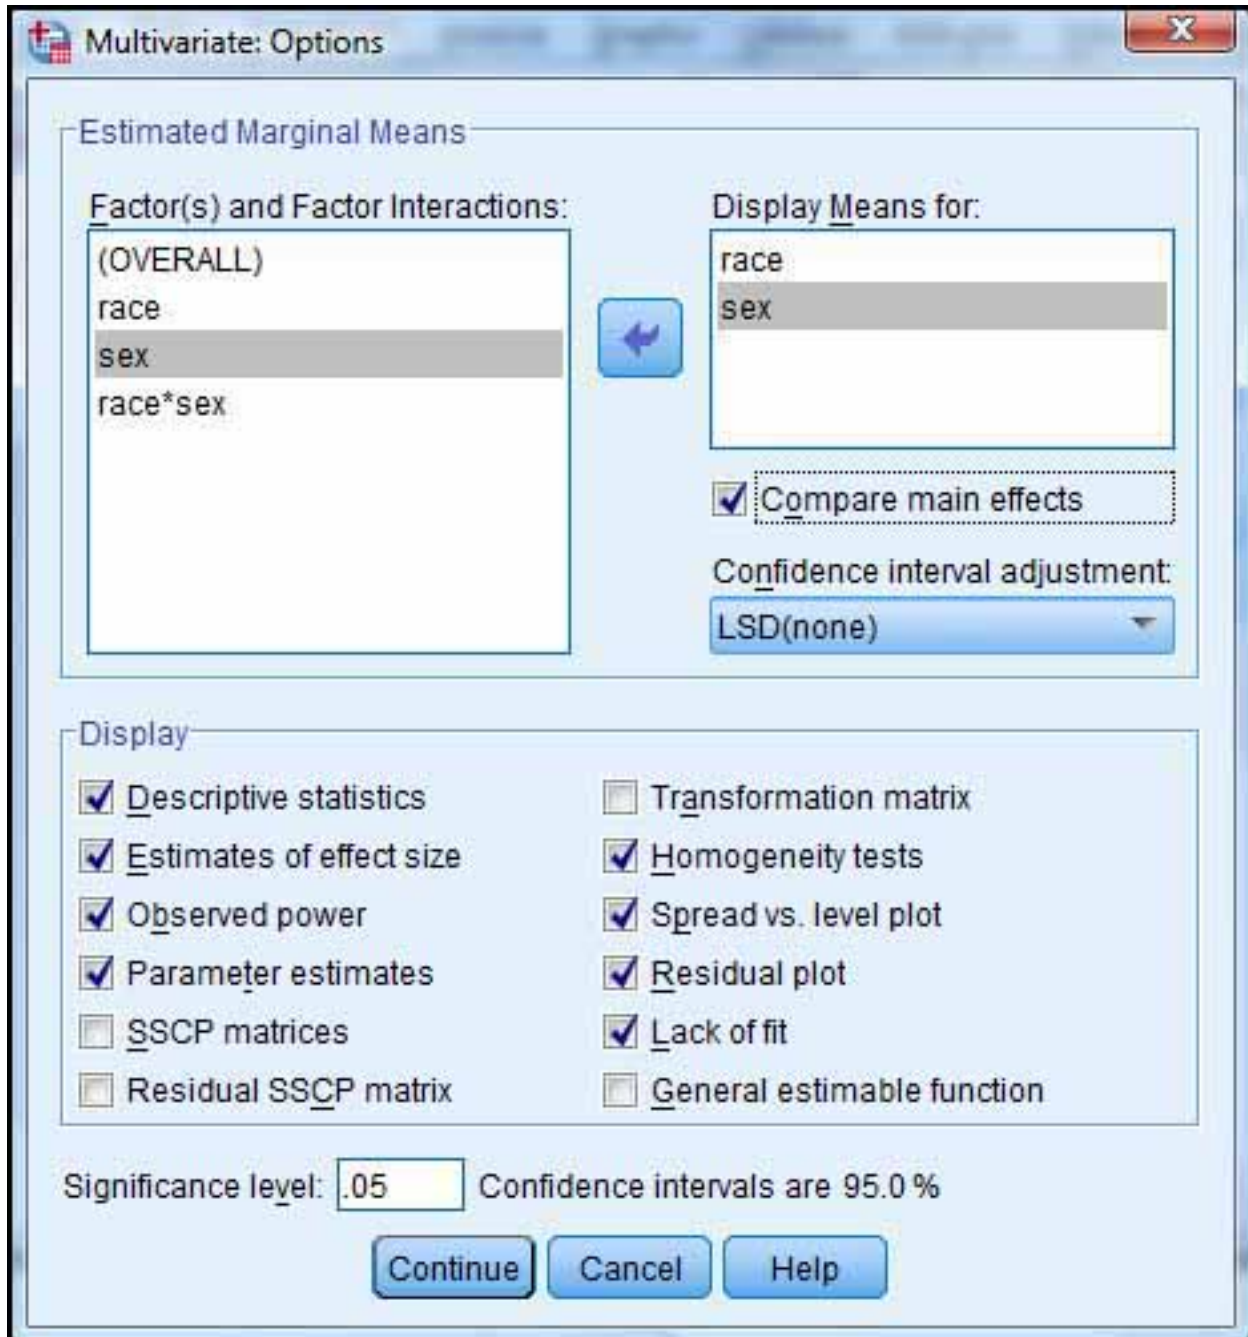 Multivariate: Options
Estimated Marginal Means
Factor(s) and Factor Interactions:
(OVERALL)
race
sex
race*sex
Display Means for:
race
sex
Compare main effects
Confidence interval adjustment:
LSD(none)
Display
Descriptive statistics
Estimates of effect size
Observed power
Parameter estimates
SSCP matrices
Residual SSCP matrix
Transformation matrix
Homogeneity tests
Spread vs. level plot
Residual plot
Lack of fit
General estimable function
Significance level: .05 Confidence intervals are 95.0 %
Continue Cancel Help